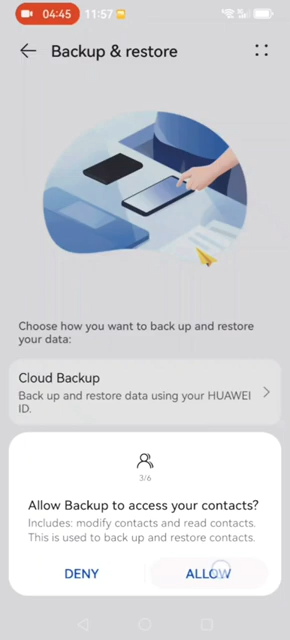 04:45 11:57
Backup & restore
Choose how you want to back up and restore
your data:
Cloud Backup
Back up and restore data using your HUAWEI
ID.
3/6
Allow Backup to access your contacts?
Includes: modify contacts and read contacts.
This is used to back up and restore contacts.
DENY ALLOW